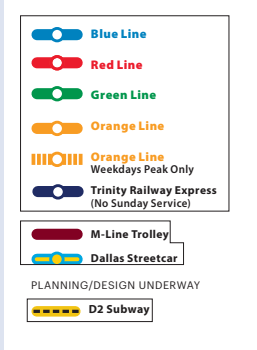 Blue Line
Red Line
Green Line
Orange Line
Orange Line
Weekdays Peak Only
Trinity Railway Express
(No Sunday Service)
M-Line Trolley
Dallas Streetcar
PLANNING/DESIGN UNDERWAY
D2 Subway